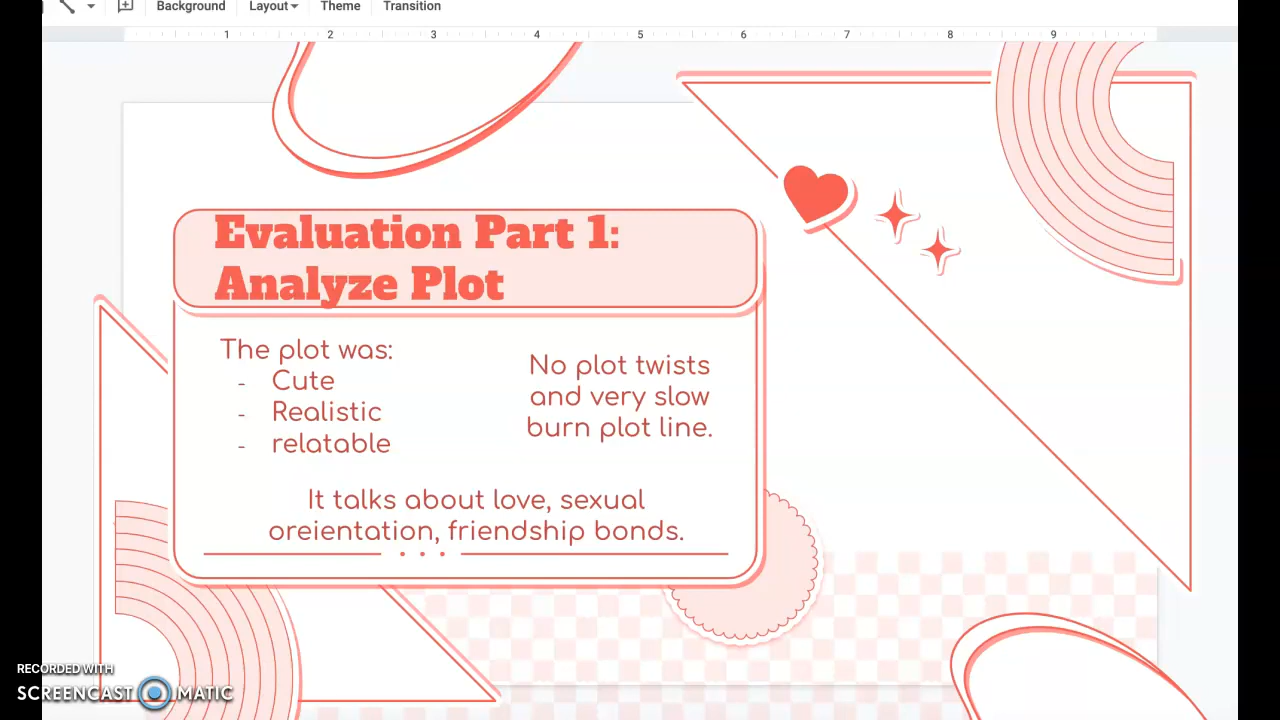 Background Layout Theme Transition
1 2 3 4 5 6 7 8 9
Evaluation Part 1:
Analyze Plot
The plot was:
- Cute
- Realistic
- relatable
No plot twists
and very slow
burn plot line.
It talks about love, sexual
oreientation, friendship bonds.
RECORDED WITH
SCREENCAST MATIC